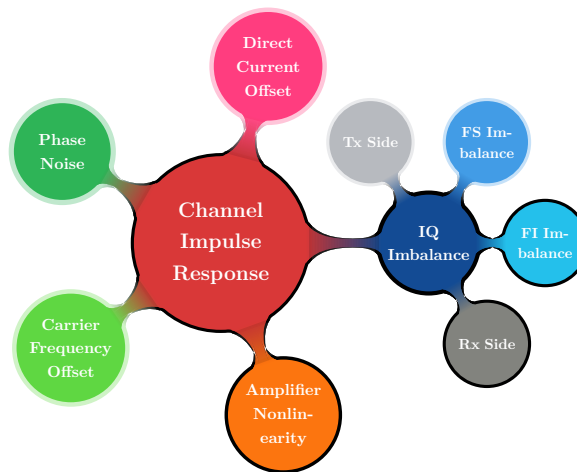 Direct
Current
Offset
Phase
Noise
Tx Side
FS Im-
balance
Channel
Impulse
Response
IQ
Imbalance
FI Im-
balance
Carrier
Frequency
Offset
Rx Side
Amplifier
Nonlin-
earity